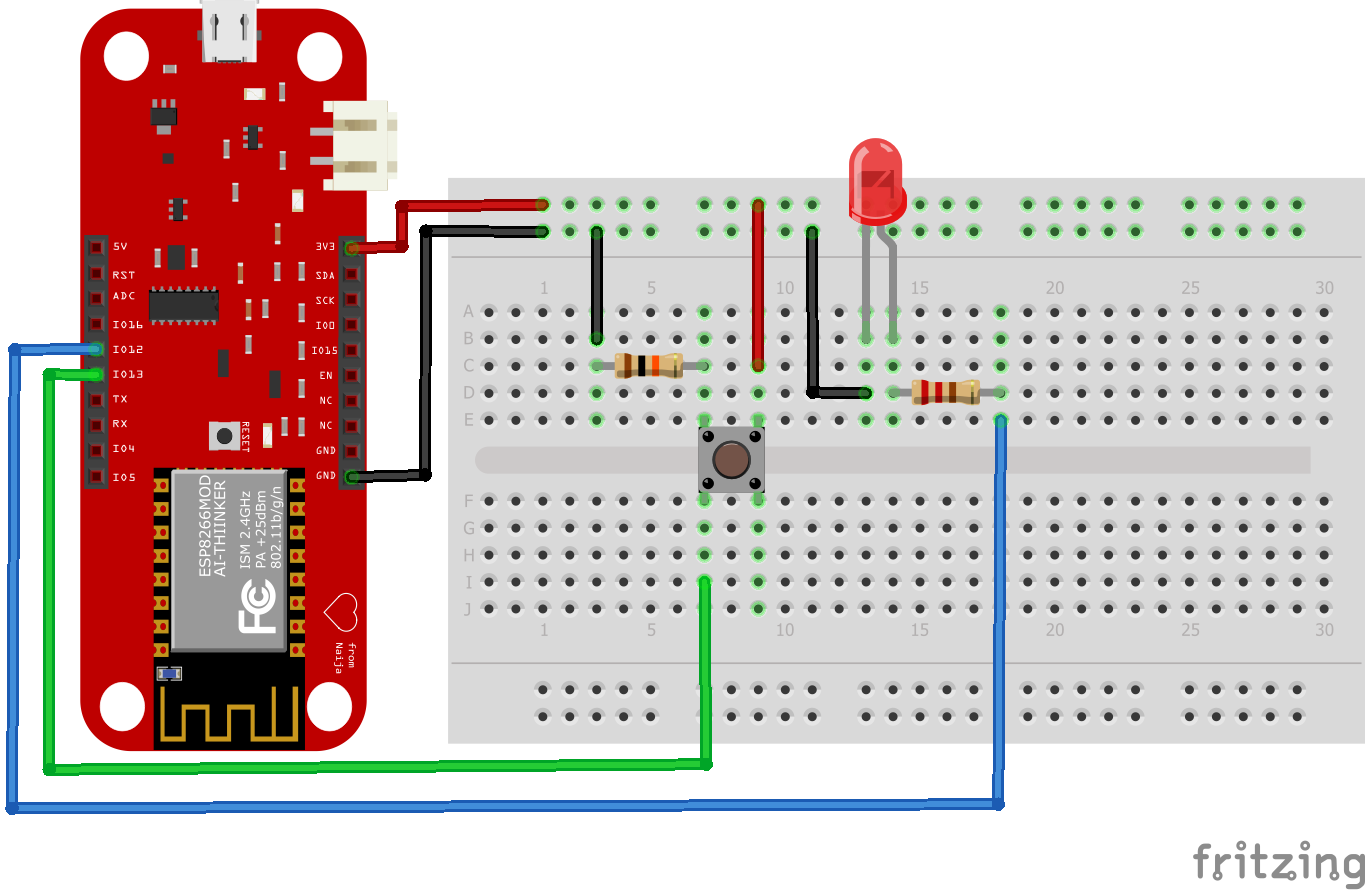 5V
RST
ADC
IO16
IO12
IO13
TX
RX
IO4
IO5
3V3
SDA
SCK
IO0
IO15
EN
NC
NC
GND
GND
RESET
ESP8266MOD
AI-THIINKER
ISM 2.4GHz
PA +25dBm
802.11b/g/n
FC
from
Naija
1 5 10 15 20 25 30
A
B
C
D
E
F
G
H
I
J
1 5 10 15 20 25 30
fritzing